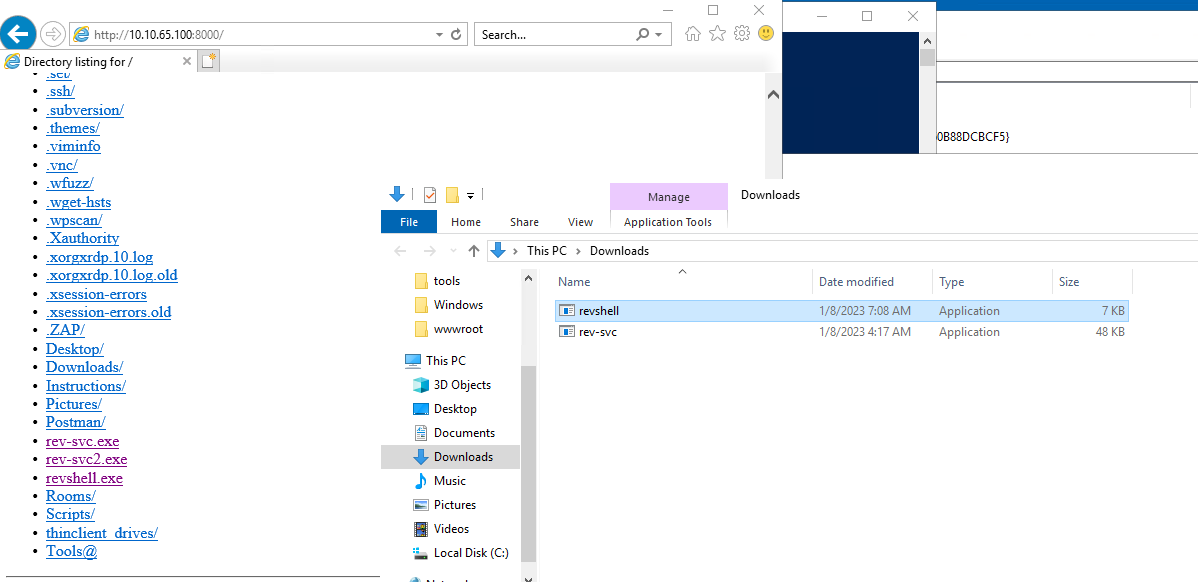 http://10.10.65.100:8000/
Search...
Directory listing for /
.set/
.ssh/
.subversion/
.themes/
.viminfo
.vnc/
.wfuzz/
.wget-hsts
.wpscan/
.Xauthority
.xorgxrdp.10.log
.xorgxrdp.10.log.old
.xsession-errors
.xsession-errors.old
.ZAP/
Desktop/
Downloads/
Instructions/
Pictures/
Postman/
rev-svc.exe
rev-svc2.exe
revshell.exe
Rooms/
Scripts/
thinclient_drives/
Tools@
0B88DCBCF5}
Manage
Downloads
File
Home
Share
View
Application Tools
This PC
Downloads
tools
Windows
wwwroot
This PC
3D Objects
Desktop
Documents
Downloads
Music
Pictures
Videos
Local Disk (C:)
Name
Date modified
Type
Size
revshell
1/8/2023 7:08 AM
Application
7 KB
rev-svc
1/8/2023 4:17 AM
Application
48 KB